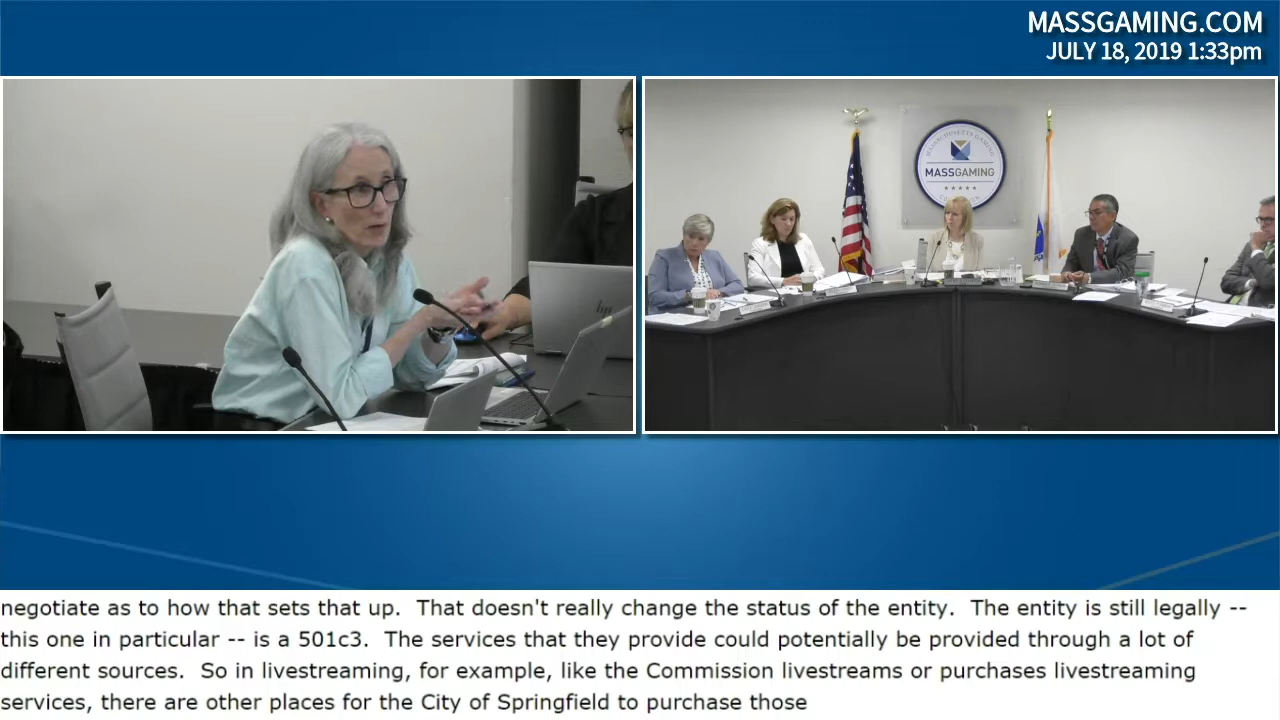 MASSGAMING.COM
JULY 18, 2019 1:33pm
MASSACHUSETTS GAMING
MASSGAMING
hp
negotiate as to how that sets that up.  That doesn't really change the status of the entity.  The entity is still legally --
this one in particular -- is a 501c3.  The services that they provide could potentially be provided through a lot of
different sources.  So in livestreaming, for example, like the Commission livestreams or purchases livestreaming
services, there are other places for the City of Springfield to purchase those